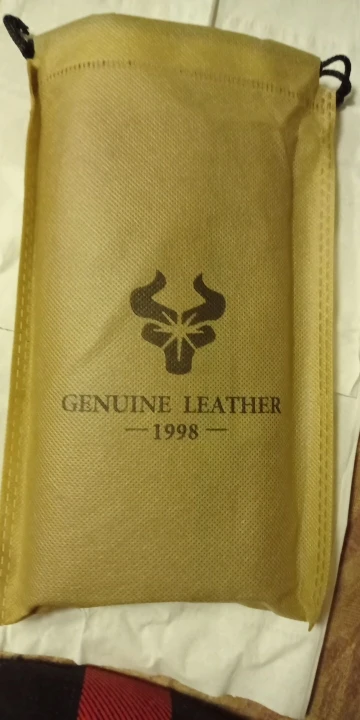 GENUINE LEATHER
— 1998 —